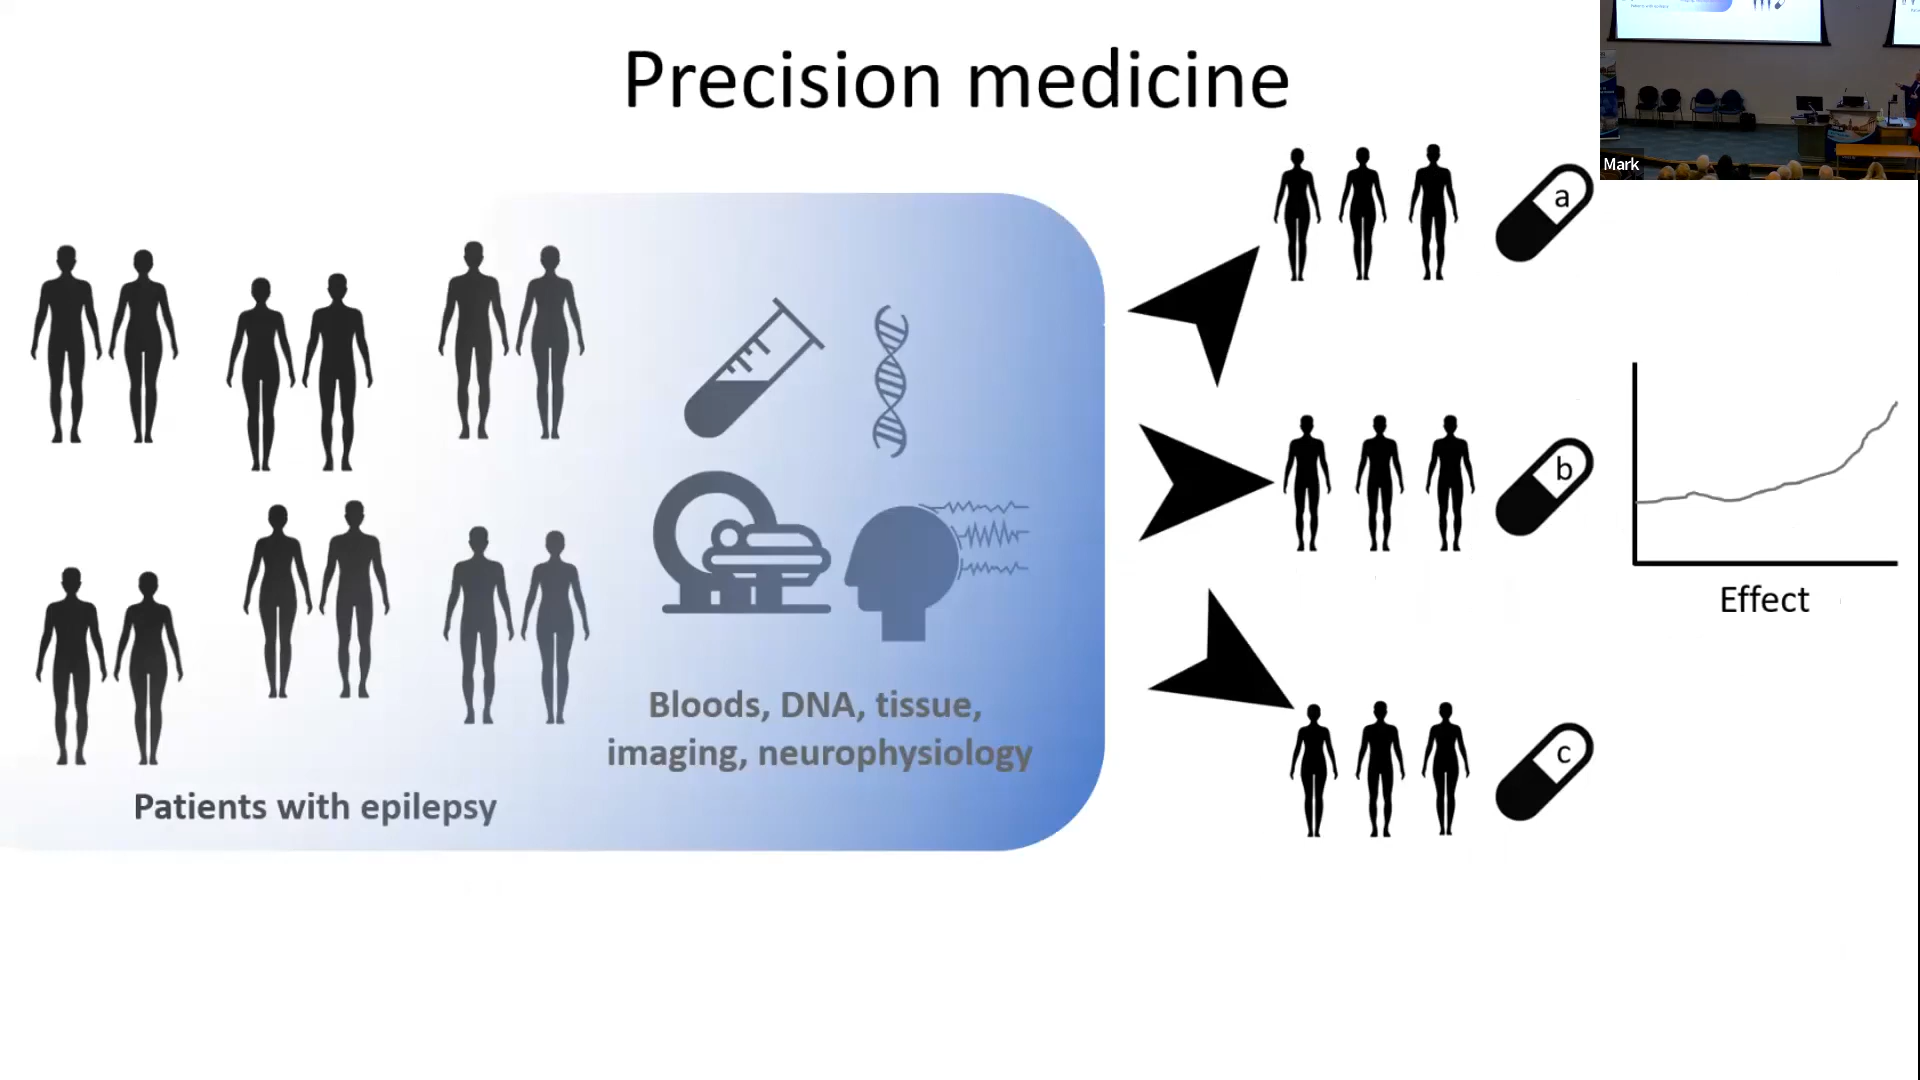 Precision medicine
Mark
a
b
c
Effect
Bloods, DNA, tissue,
imaging, neurophysiology
Patients with epilepsy